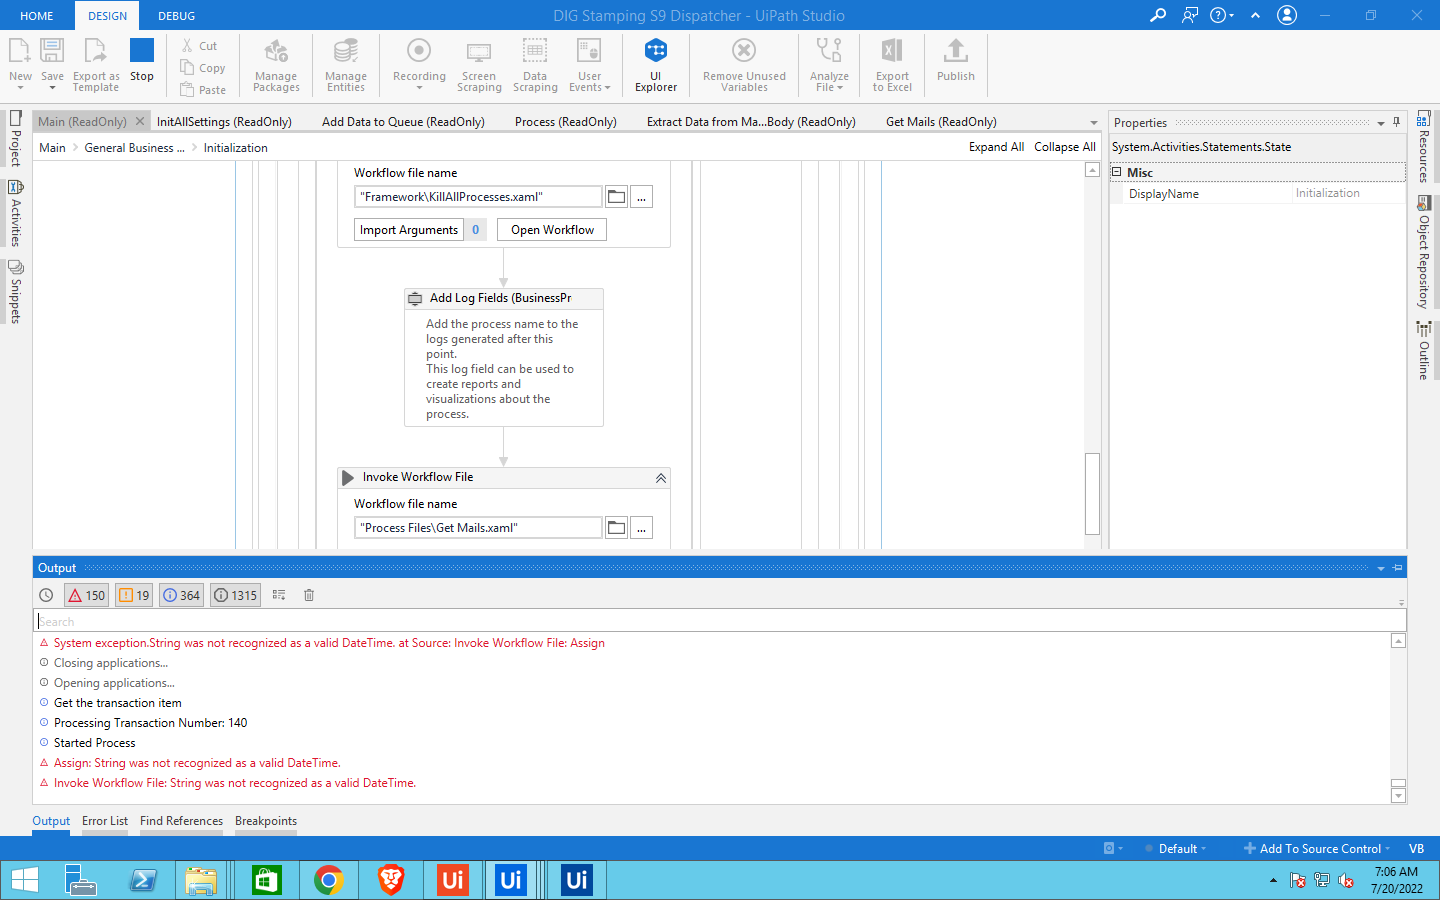 HOME
DESIGN
DEBUG
DIG Stamping S9 Dispatcher - UiPath Studio
New
Save
Export as
Template
Stop
Cut
Copy
Paste
Manage
Packages
Manage
Entities
Recording
Screen
Scraping
Data
Scraping
User
Events
UI
Explorer
Remove Unused
Variables
Analyze
File
Export
to Excel
Publish
Project
Activities
Snippets
Main (ReadOnly)
InitAllSettings (ReadOnly)
Add Data to Queue (ReadOnly)
Process (ReadOnly)
Extract Data from Ma...Body (ReadOnly)
Get Mails (ReadOnly)
Main > General Business ... > Initialization
Expand All
Collapse All
Workflow file name
"Framework\KillAllProcesses.xaml"
...
Import Arguments 0
Open Workflow
Add Log Fields (BusinessPr
Add the process name to the
logs generated after this
point.
This log field can be used to
create reports and
visualizations about the
process.
Invoke Workflow File
Workflow file name
"Process Files\Get Mails.xaml"
...
Properties
System.Activities.Statements.State
Misc
DisplayName
Initialization
Resources
Object Repository
Outline
Output
150
19
364
1315
Search
System exception.String was not recognized as a valid DateTime. at Source: Invoke Workflow File: Assign
Closing applications...
Opening applications...
Get the transaction item
Processing Transaction Number: 140
Started Process
Assign: String was not recognized as a valid DateTime.
Invoke Workflow File: String was not recognized as a valid DateTime.
Output
Error List
Find References
Breakpoints
Default
Add To Source Control
VB
Ui
Ui
Ui
7:06 AM
7/20/2022